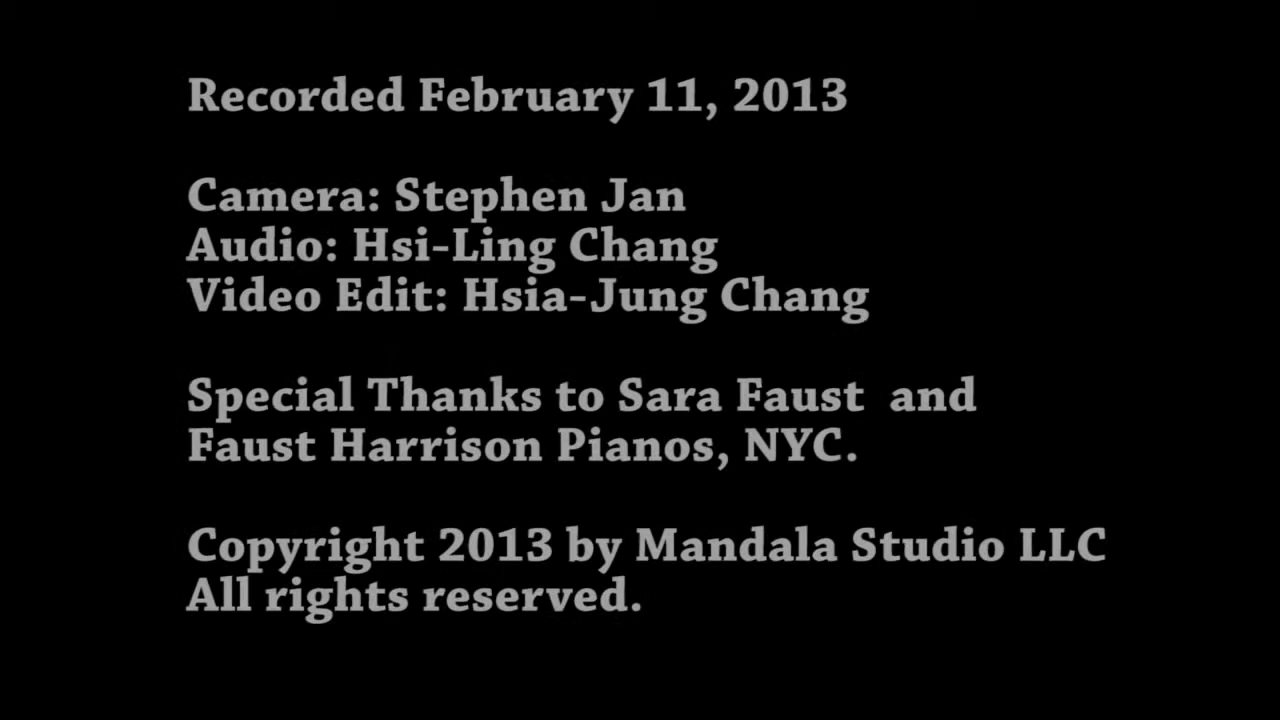 Recorded February 11, 2013
Camera: Stephen Jan
Audio: Hsi-Ling Chang
Video Edit: Hsia-Jung Chang
Special Thanks to Sara Faust and
Faust Harrison Pianos, NYC.
Copyright 2013 by Mandala Studio LLC
All rights reserved.